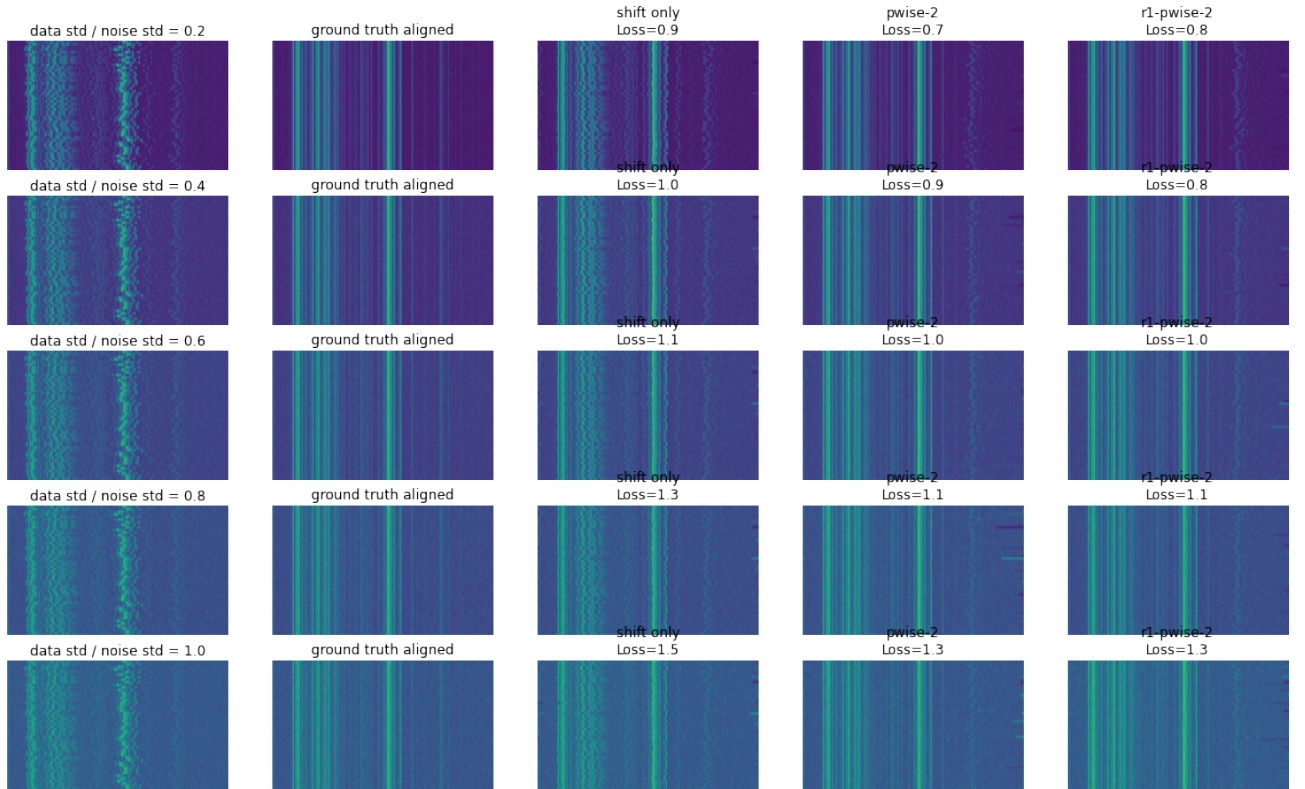 data std / noise std = 0.2
ground truth aligned
shift only
Loss=0.9
pwise-2
Loss=0.7
r1-pwise-2
Loss=0.8
data std / noise std = 0.4
ground truth aligned
shift only
Loss=1.0
pwise-2
Loss=0.9
r1-pwise-2
Loss=0.8
data std / noise std = 0.6
ground truth aligned
shift only
Loss=1.1
pwise-2
Loss=1.0
r1-pwise-2
Loss=1.0
data std / noise std = 0.8
ground truth aligned
shift only
Loss=1.3
pwise-2
Loss=1.1
r1-pwise-2
Loss=1.1
data std / noise std = 1.0
ground truth aligned
shift only
Loss=1.5
pwise-2
Loss=1.3
r1-pwise-2
Loss=1.3